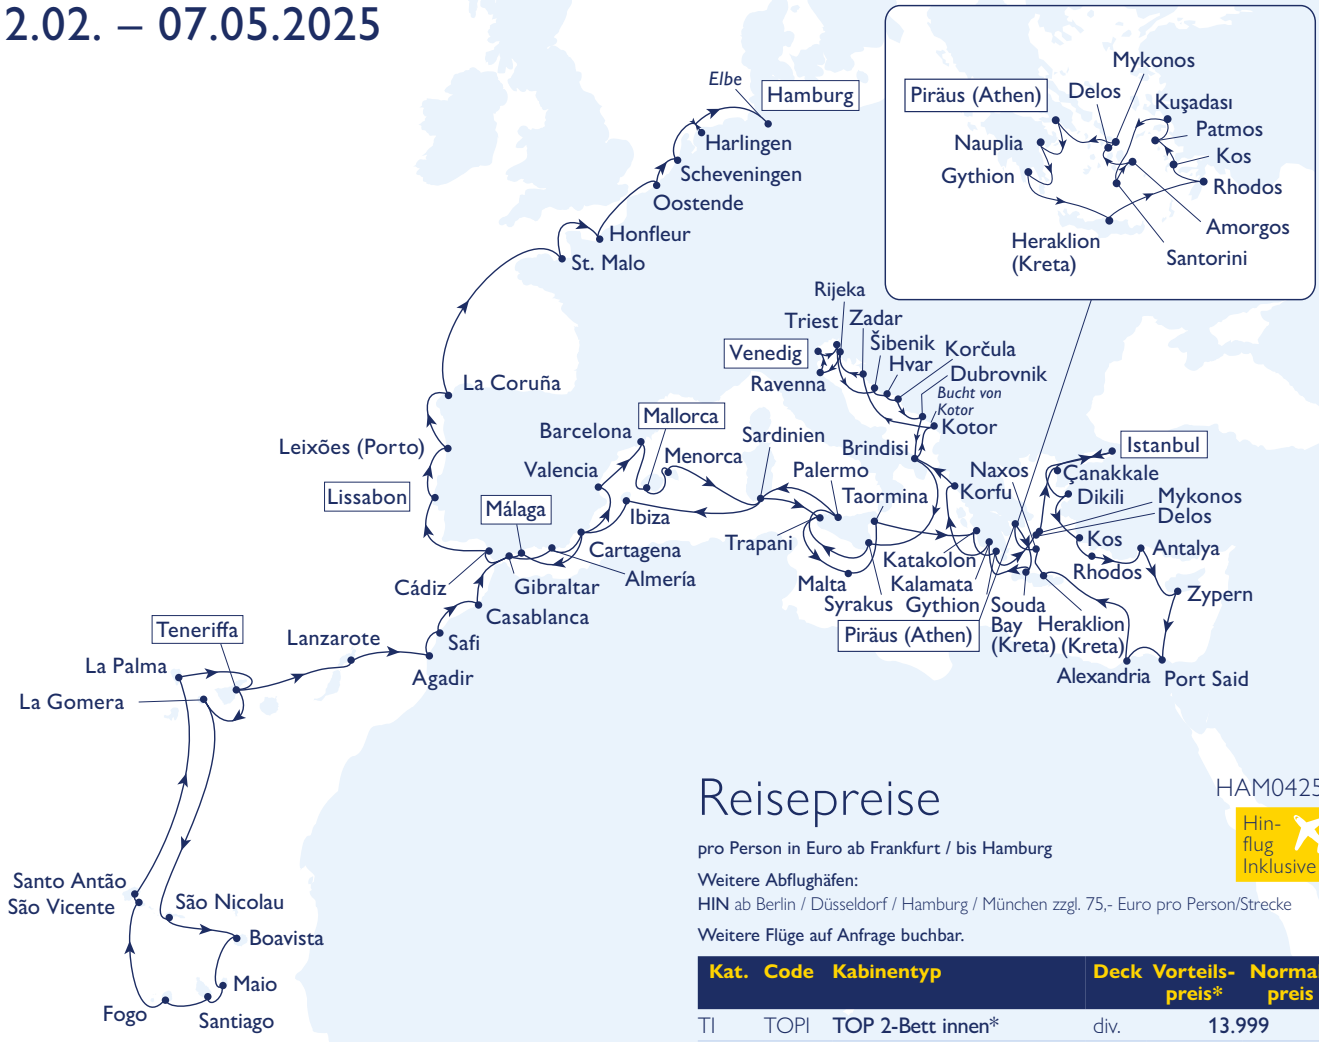 2.02. – 07.05.2025
Elbe
Hamburg
Harlingen
Scheveningen
Oostende
Honfleur
St. Malo
Mykonos
Piräus (Athen)
Delos
Kuşadası
Nauplia
Patmos
Gythion
Kos
Rhodos
Amorgos
Heraklion
(Kreta)
Santorini
Rijeka
Triest
Zadar
Šibenik
Venedig
Hvar
Korčula
Ravenna
Dubrovnik
Bucht von
Kotor
Kotor
La Coruña
Mallorca
Barcelona
Sardinien
Brindisi
Istanbul
Leixões (Porto)
Menorca
Valencia
Palermo
Naxos
Çanakkale
Lissabon
Taormina
Korfu
Dikili
Mykonos
Delos
Málaga
Ibiza
Trapani
Cartagena
Kos
Antalya
Katakolon
Rhodos
Cádiz
Gibraltar
Almería
Malta
Kalamata
Zypern
Casablanca
Syrakus
Gythion
Souda
Bay
(Kreta)
Heraklion
(Kreta)
Piräus (Athen)
Teneriffa
Lanzarote
Safi
La Palma
Agadir
Alexandria
Port Said
La Gomera
Santo Antão
São Vicente
São Nicolau
Boavista
Maio
Fogo
Santiago
Reisepreise
HAM0425
Hin-
flug
Inklusive
pro Person in Euro ab Frankfurt / bis Hamburg
Weitere Abflughäfen:
HIN ab Berlin / Düsseldorf / Hamburg / München zzgl. 75,- Euro pro Person/Strecke
Weitere Flüge auf Anfrage buchbar.
Kat. Code Kabinentyp Deck Vorteils- Norma
preis* preis
TI TOPI TOP 2-Bett innen* div. 13.999